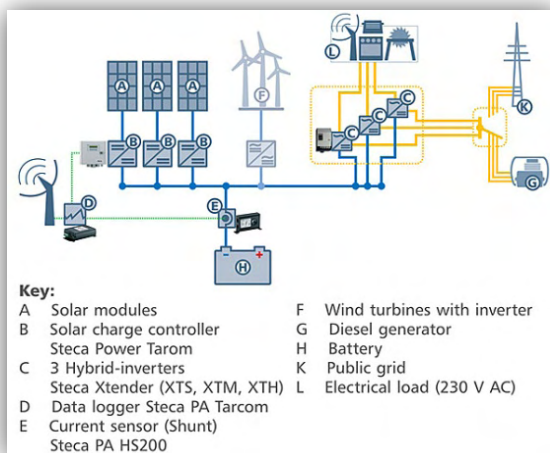 A A A
B B B
F
L
C
C
C
K
G
D
E
- +
H
Key:
A Solar modules
B Solar charge controller
Steca Power Tarom
C 3 Hybrid-inverters
Steca Xtender (XTS, XTM, XTH)
D Data logger Steca PA Tarcom
E Current sensor (Shunt)
Steca PA HS200
F Wind turbines with inverter
G Diesel generator
H Battery
K Public grid
L Electrical load (230 V AC)